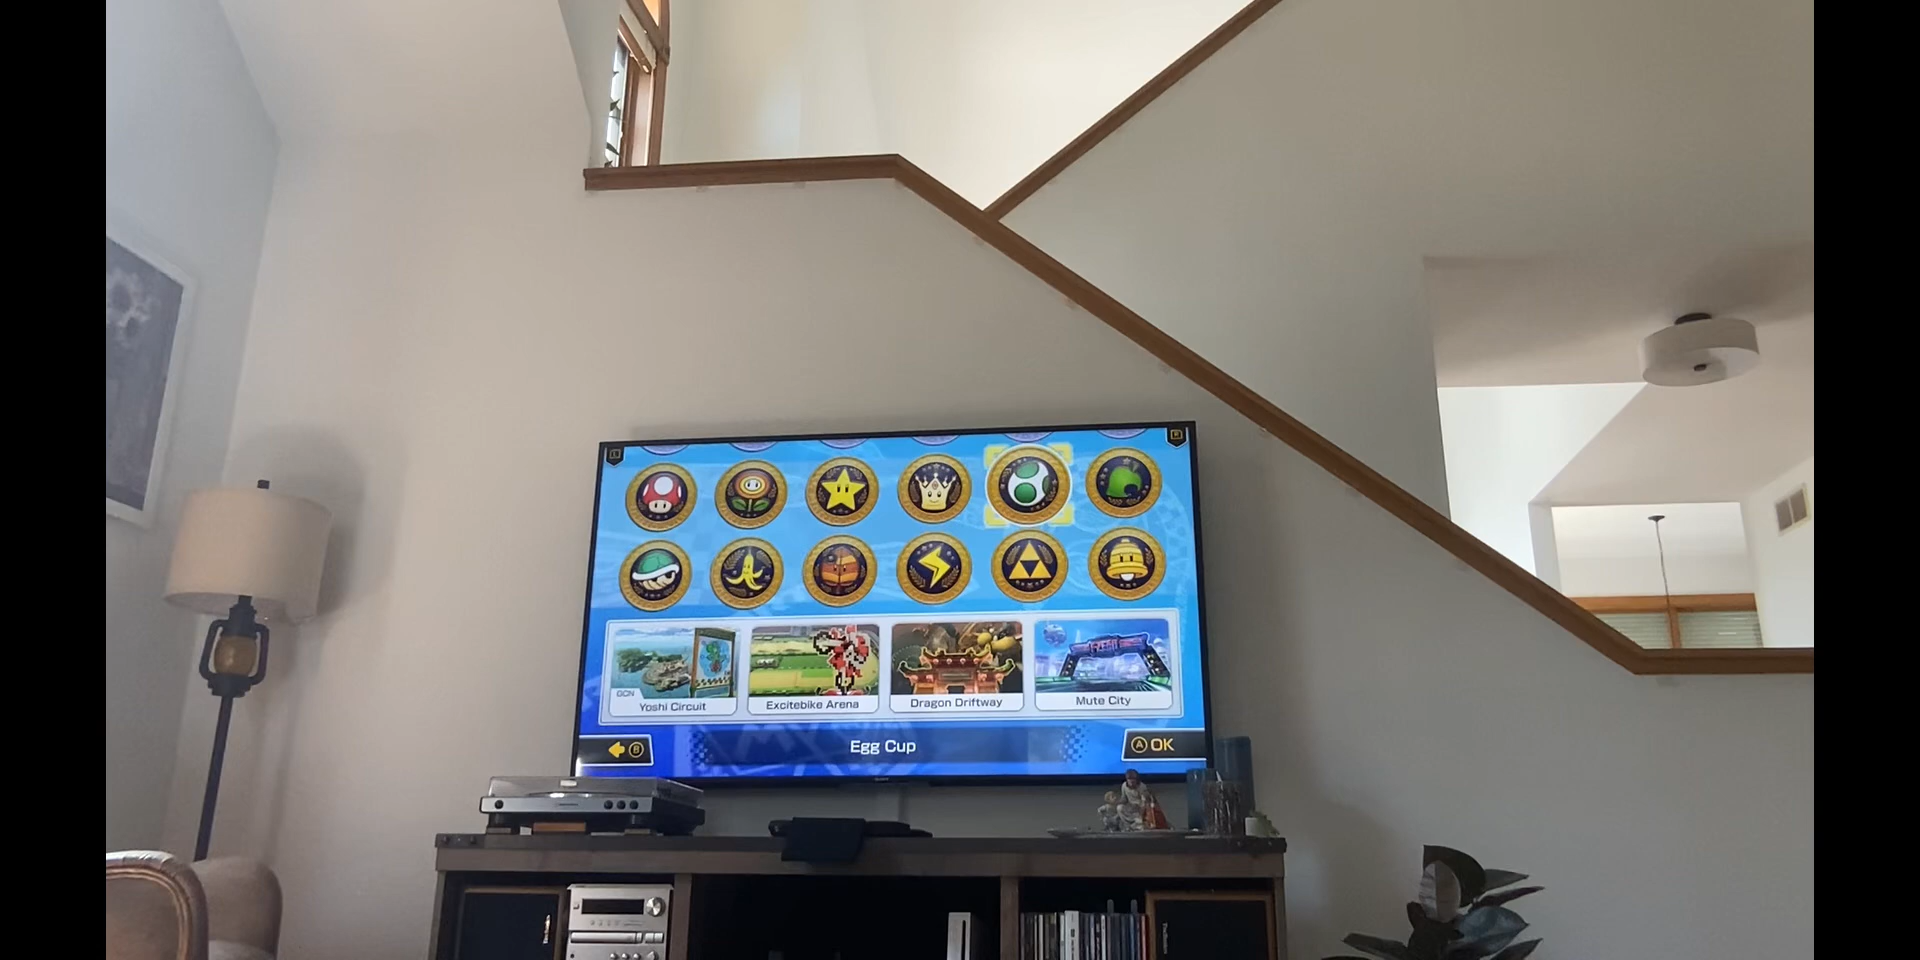 L
R
GCN
Yoshi Circuit
Excitebike Arena
Dragon Driftway
Mute City
B
Egg Cup
A OK